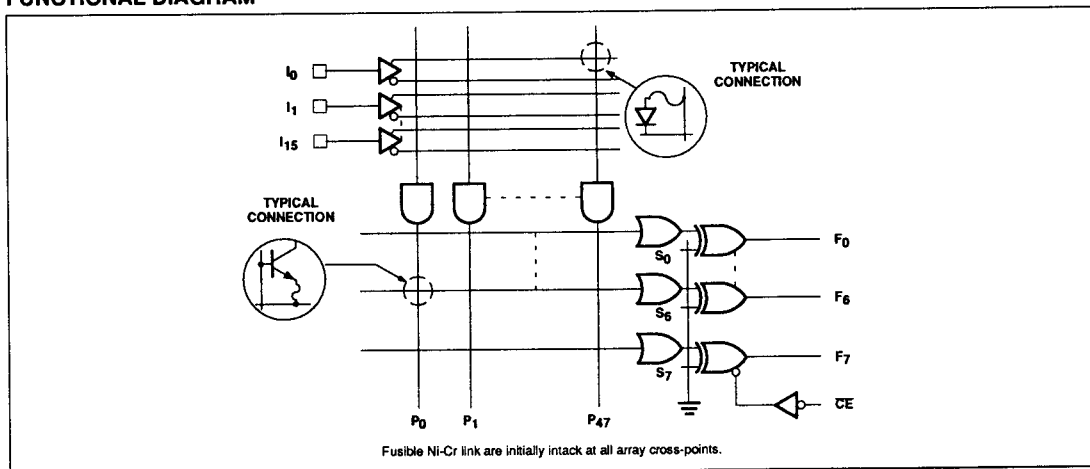 FUNCTIONAL DIAGRAM
TYPICAL
CONNECTION
I0
I1
I15
TYPICAL
CONNECTION
S0
F0
S6
F6
S7
F7
CE
P0 P1 P47
Fusible Ni-Cr link are initially intack at all array cross-points.